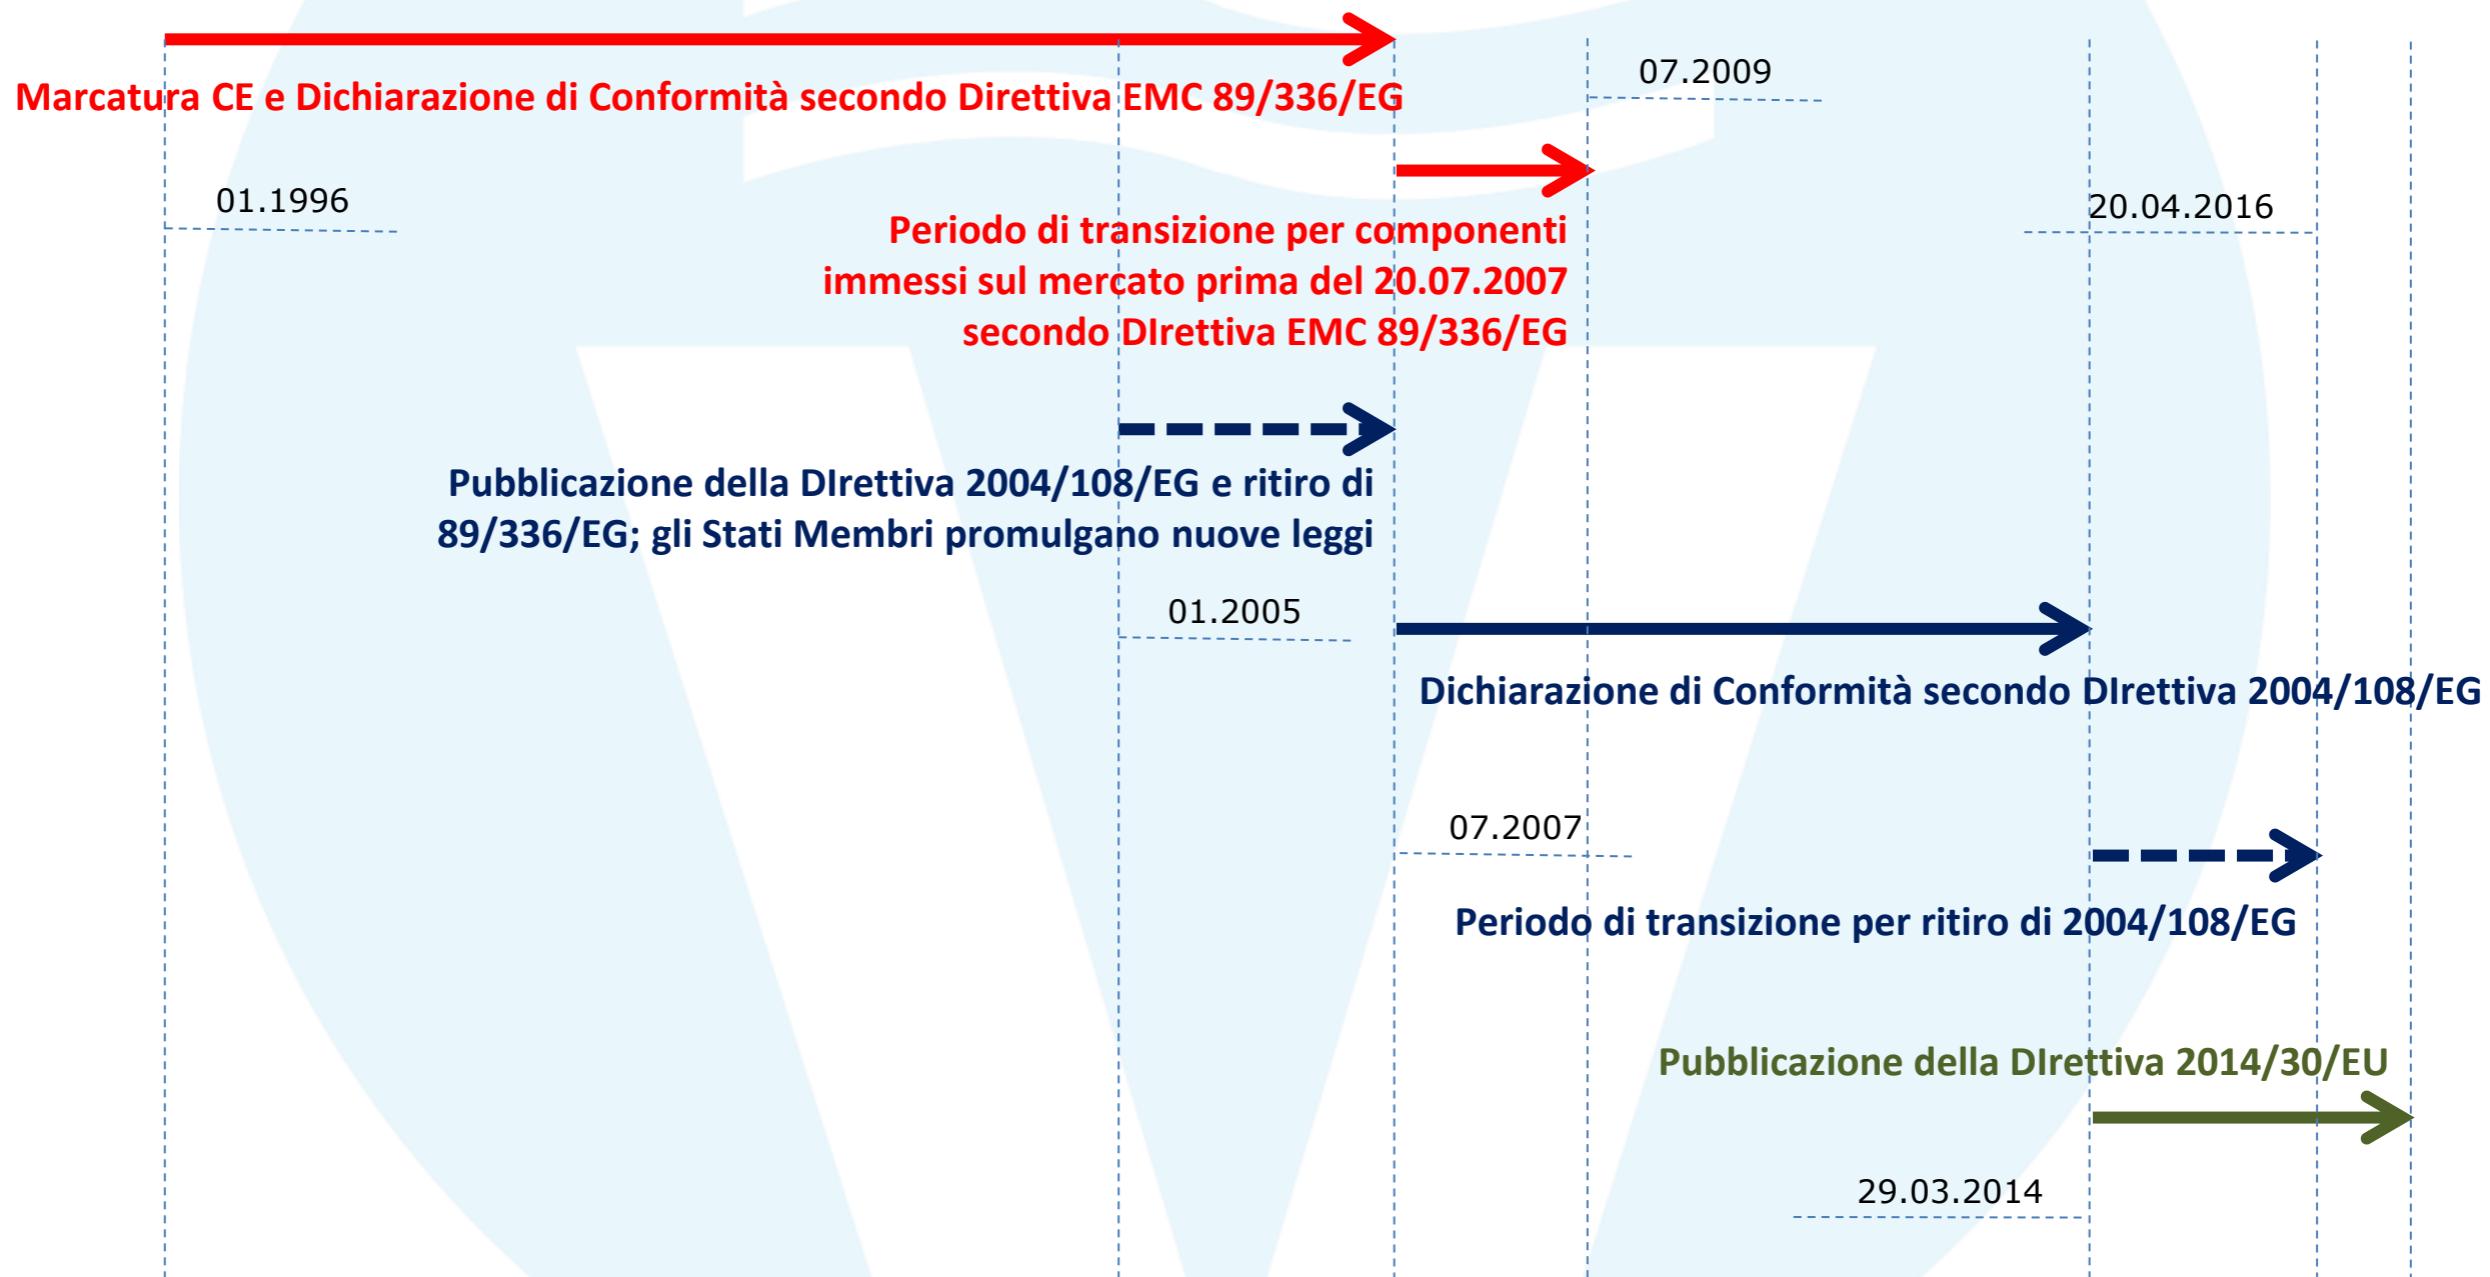 Marcatura CE e Dichiarazione di Conformità secondo Direttiva EMC 89/336/EG
07.2009
01.1996
20.04.2016
Periodo di transizione per componenti
immessi sul mercato prima del 20.07.2007
secondo DIrettiva EMC 89/336/EG
Pubblicazione della DIrettiva 2004/108/EG e ritiro di
89/336/EG; gli Stati Membri promulgano nuove leggi
01.2005
Dichiarazione di Conformità secondo DIrettiva 2004/108/EG
07.2007
Periodo di transizione per ritiro di 2004/108/EG
Pubblicazione della DIrettiva 2014/30/EU
29.03.2014